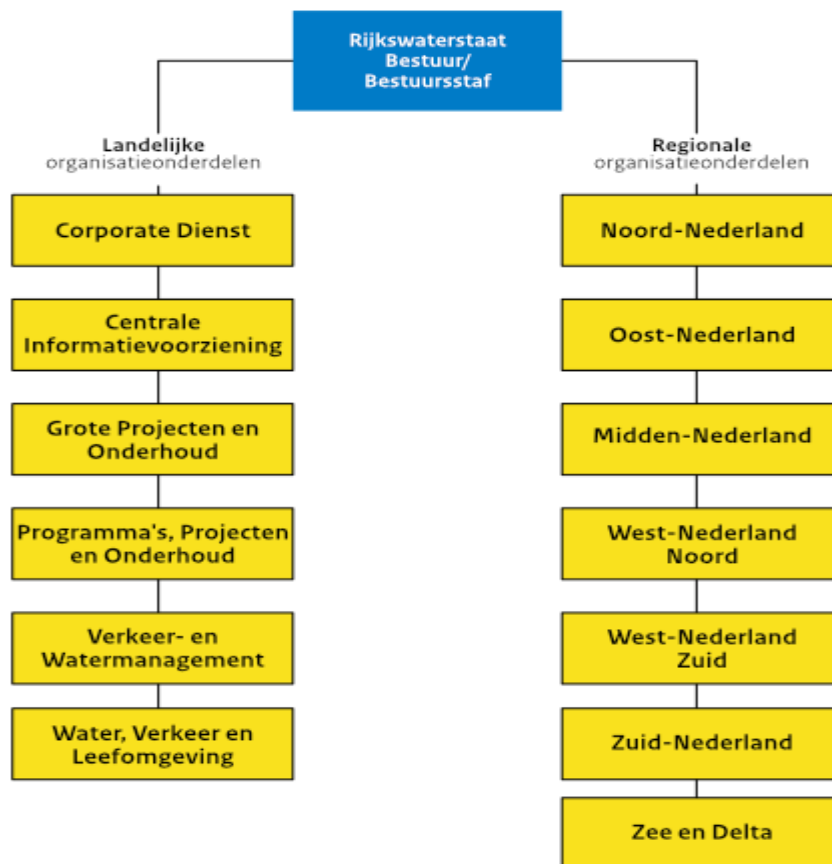 Rijkswaterstaat
Bestuur/
Bestuursstaf
Landelijke
organisatieonderdelen
Corporate Dienst
Centrale
Informatievoorziening
Grote Projecten en
Onderhoud
Programma's, Projecten
en Onderhoud
Verkeer- en
Watermanagement
Water, Verkeer en
Leefomgeving
Regionale
organisatieonderdelen
Noord-Nederland
Oost-Nederland
Midden-Nederland
West-Nederland
Noord
West-Nederland
Zuid
Zuid-Nederland
Zee en Delta